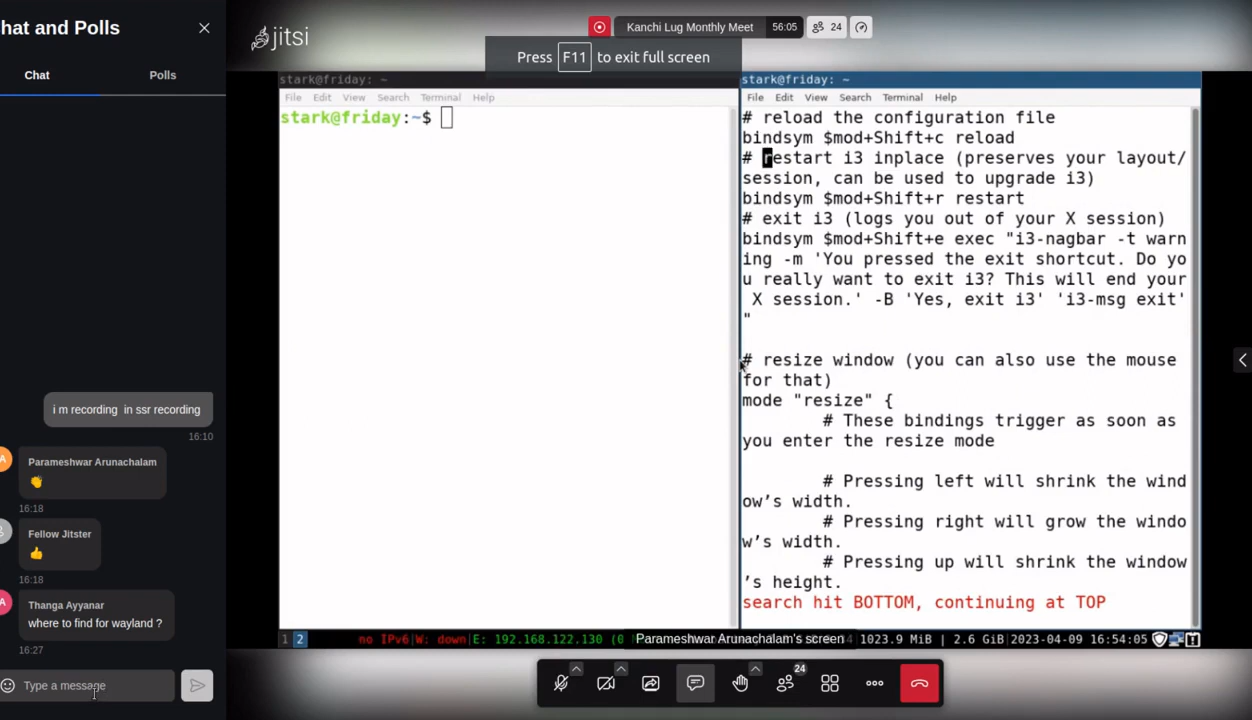 hat and Polls
Chat
Polls
i m recording in ssr recording
16:10
A
Parameshwar Arunachalam
👏
16:18
Fellow Jitster
👍
16:18
A
Thanga Ayyanar
where to find for wayland ?
16:27
Type a message
jitsi
Kanchi Lug Monthly Meet
56:05
24
Press F11 to exit full screen
stark@friday: ~
File Edit View Search Terminal Help
stark@friday:~$
stark@friday: ~
File Edit View Search Terminal Help
# reload the configuration file
bindsym $mod+Shift+c reload
# restart i3 inplace (preserves your layout/
session, can be used to upgrade i3)
bindsym $mod+Shift+r restart
# exit i3 (logs you out of your X session)
bindsym $mod+Shift+e exec "i3-nagbar -t warn
ing -m 'You pressed the exit shortcut. Do yo
u really want to exit i3? This will end your
 X session.' -B 'Yes, exit i3' 'i3-msg exit'
"
# resize window (you can also use the mouse
for that)
mode "resize" {
# These bindings trigger as soon as
you enter the resize mode
# Pressing left will shrink the wind
ow’s width.
# Pressing right will grow the windo
w’s width.
# Pressing up will shrink the window
’s height.
search hit BOTTOM, continuing at TOP
1 2
no IPv6|W: down|E: 192.168.122.130 (0
Parameshwar Arunachalam's screen
1023.9 MiB | 2.6 GiB|2023-04-09 16:54:05
24